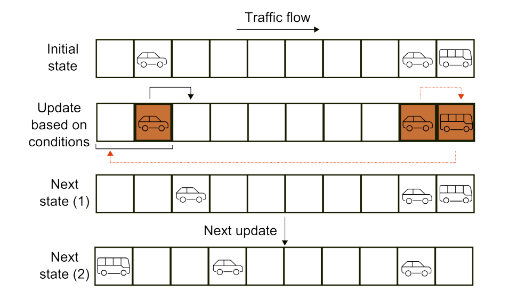 Traffic flow
Initial
state
Update
based on
conditions
Next
state (1)
Next update
Next
state (2)